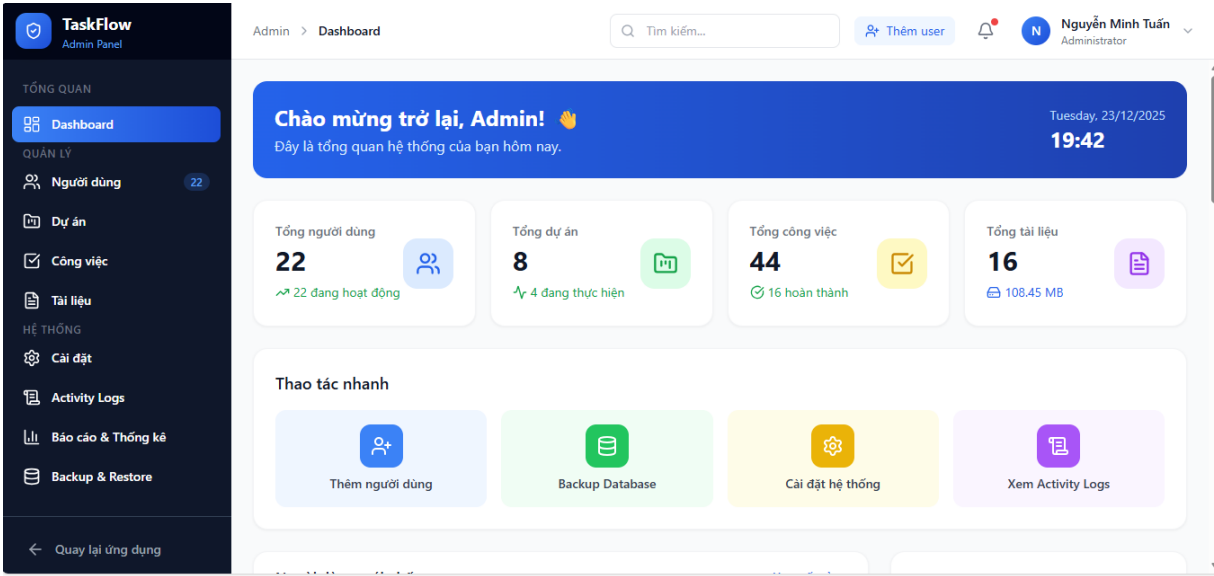 TaskFlow
Admin Panel
TỔNG QUAN
Dashboard
QUẢN LÝ
Người dùng 22
Dự án
Công việc
Tài liệu
HỆ THỐNG
Cài đặt
Activity Logs
Báo cáo & Thống kê
Backup & Restore
Quay lại ứng dụng
Admin > Dashboard
Tìm kiếm...
Thêm user
N
Nguyễn Minh Tuấn
Administrator
Chào mừng trở lại, Admin! 👋
Đây là tổng quan hệ thống của bạn hôm nay.
Tuesday, 23/12/2025
19:42
Tổng người dùng
22
22 đang hoạt động
Tổng dự án
8
4 đang thực hiện
Tổng công việc
44
16 hoàn thành
Tổng tài liệu
16
108.45 MB
Thao tác nhanh
Thêm người dùng
Backup Database
Cài đặt hệ thống
Xem Activity Logs